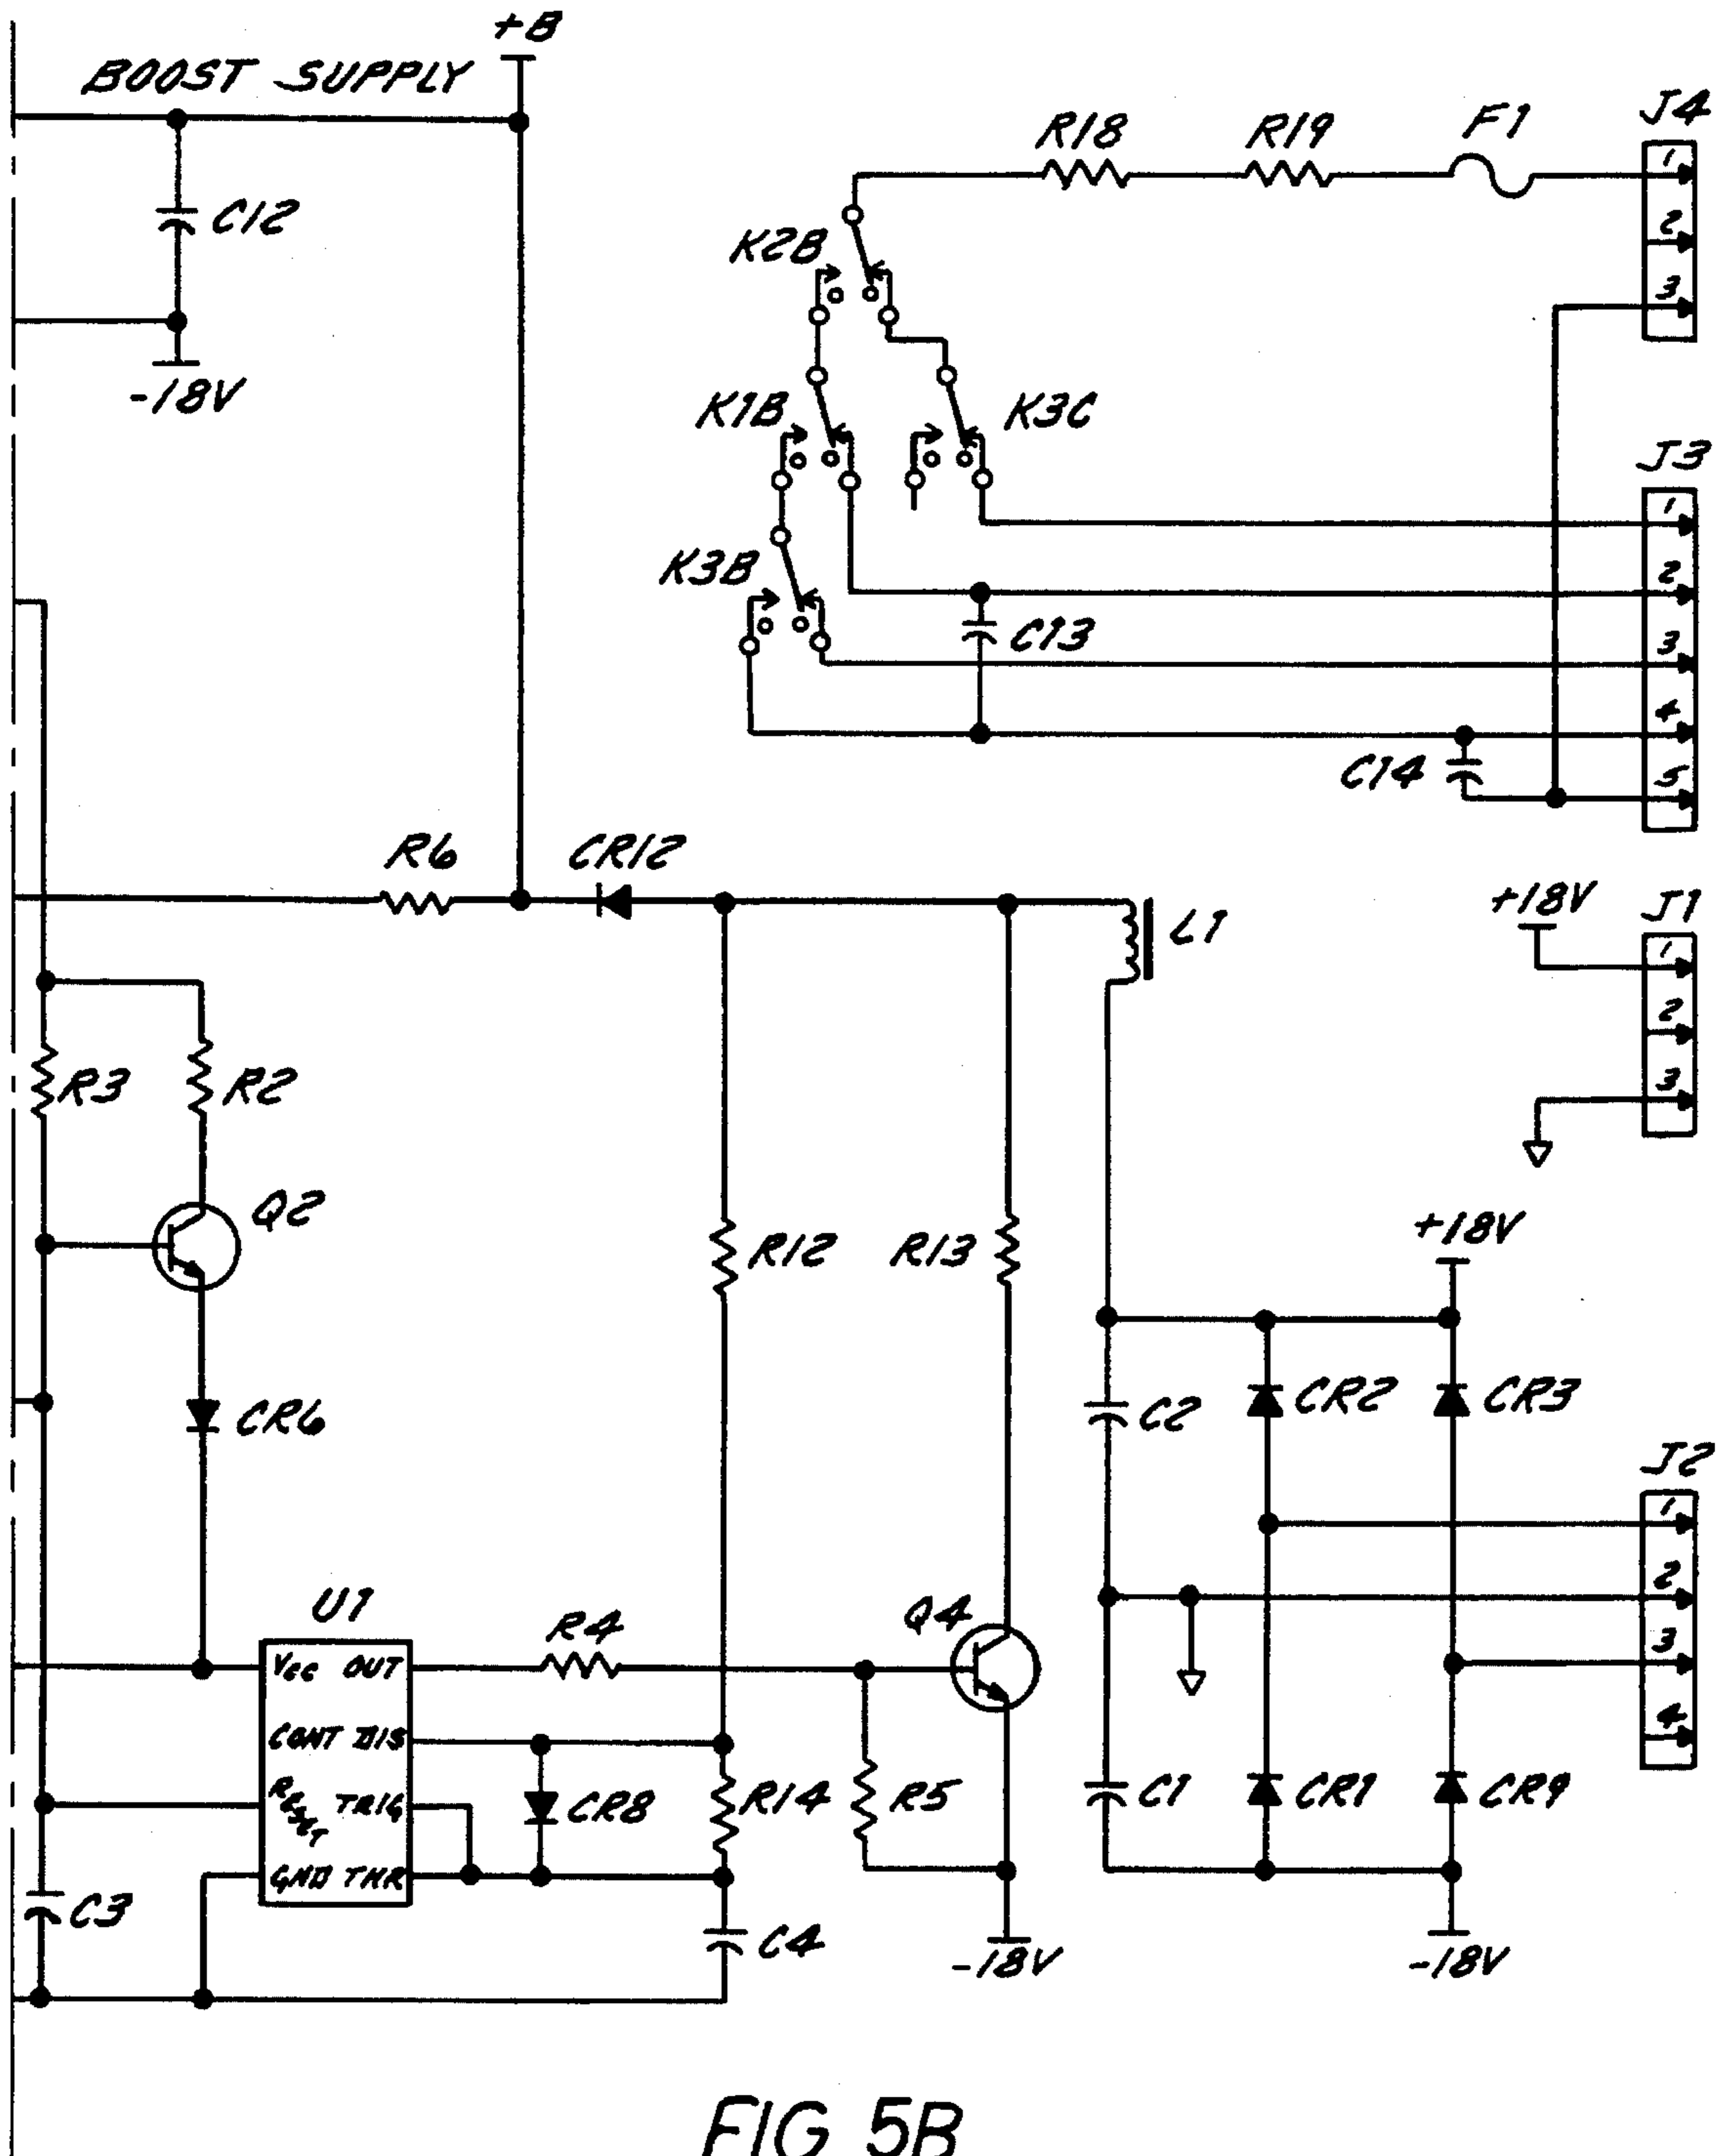 +B
BOOST SUPPLY
J4
R18
R19
F1
1
C12
K2B
2
3
-18V
K1B
K3C
J3
1
K3B
2
C13
3
4
C14
5
R6
CR12
+18V
J1
L1
1
2
R3
R2
3
Q2
R12
R13
+18V
CR6
C2
CR2
CR3
J2
1
U1
R4
Q4
2
VCC OUT
3
CONT DIS
4
RESET TRIG
CR8
R14
R5
C1
CR1
CR9
GND THR
C3
C4
-18V
-18V
FIG 5B